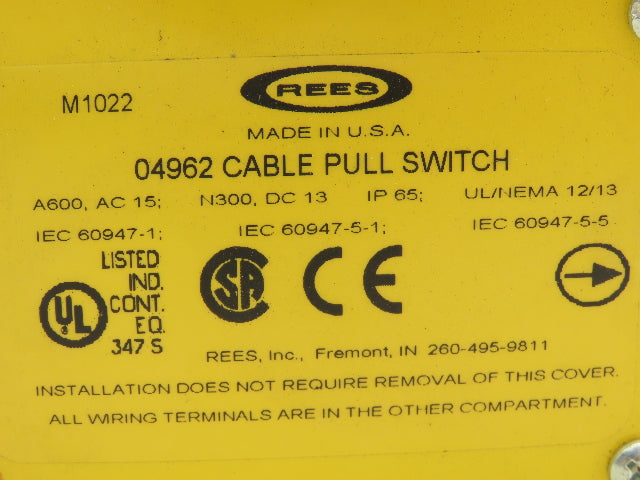 REES
M1022
MADE IN U.S.A.
04962 CABLE PULL SWITCH
A600, AC 15; N300, DC 13 IP 65; UL/NEMA 12/13
IEC 60947-1; IEC 60947-5-1; IEC 60947-5-5
LISTED
IND.
CONT.
EQ.
347 S
UL
SA
CE
REES, Inc., Fremont, IN 260-495-9811
INSTALLATION DOES NOT REQUIRE REMOVAL OF THIS COVER.
ALL WIRING TERMINALS ARE IN THE OTHER COMPARTMENT.